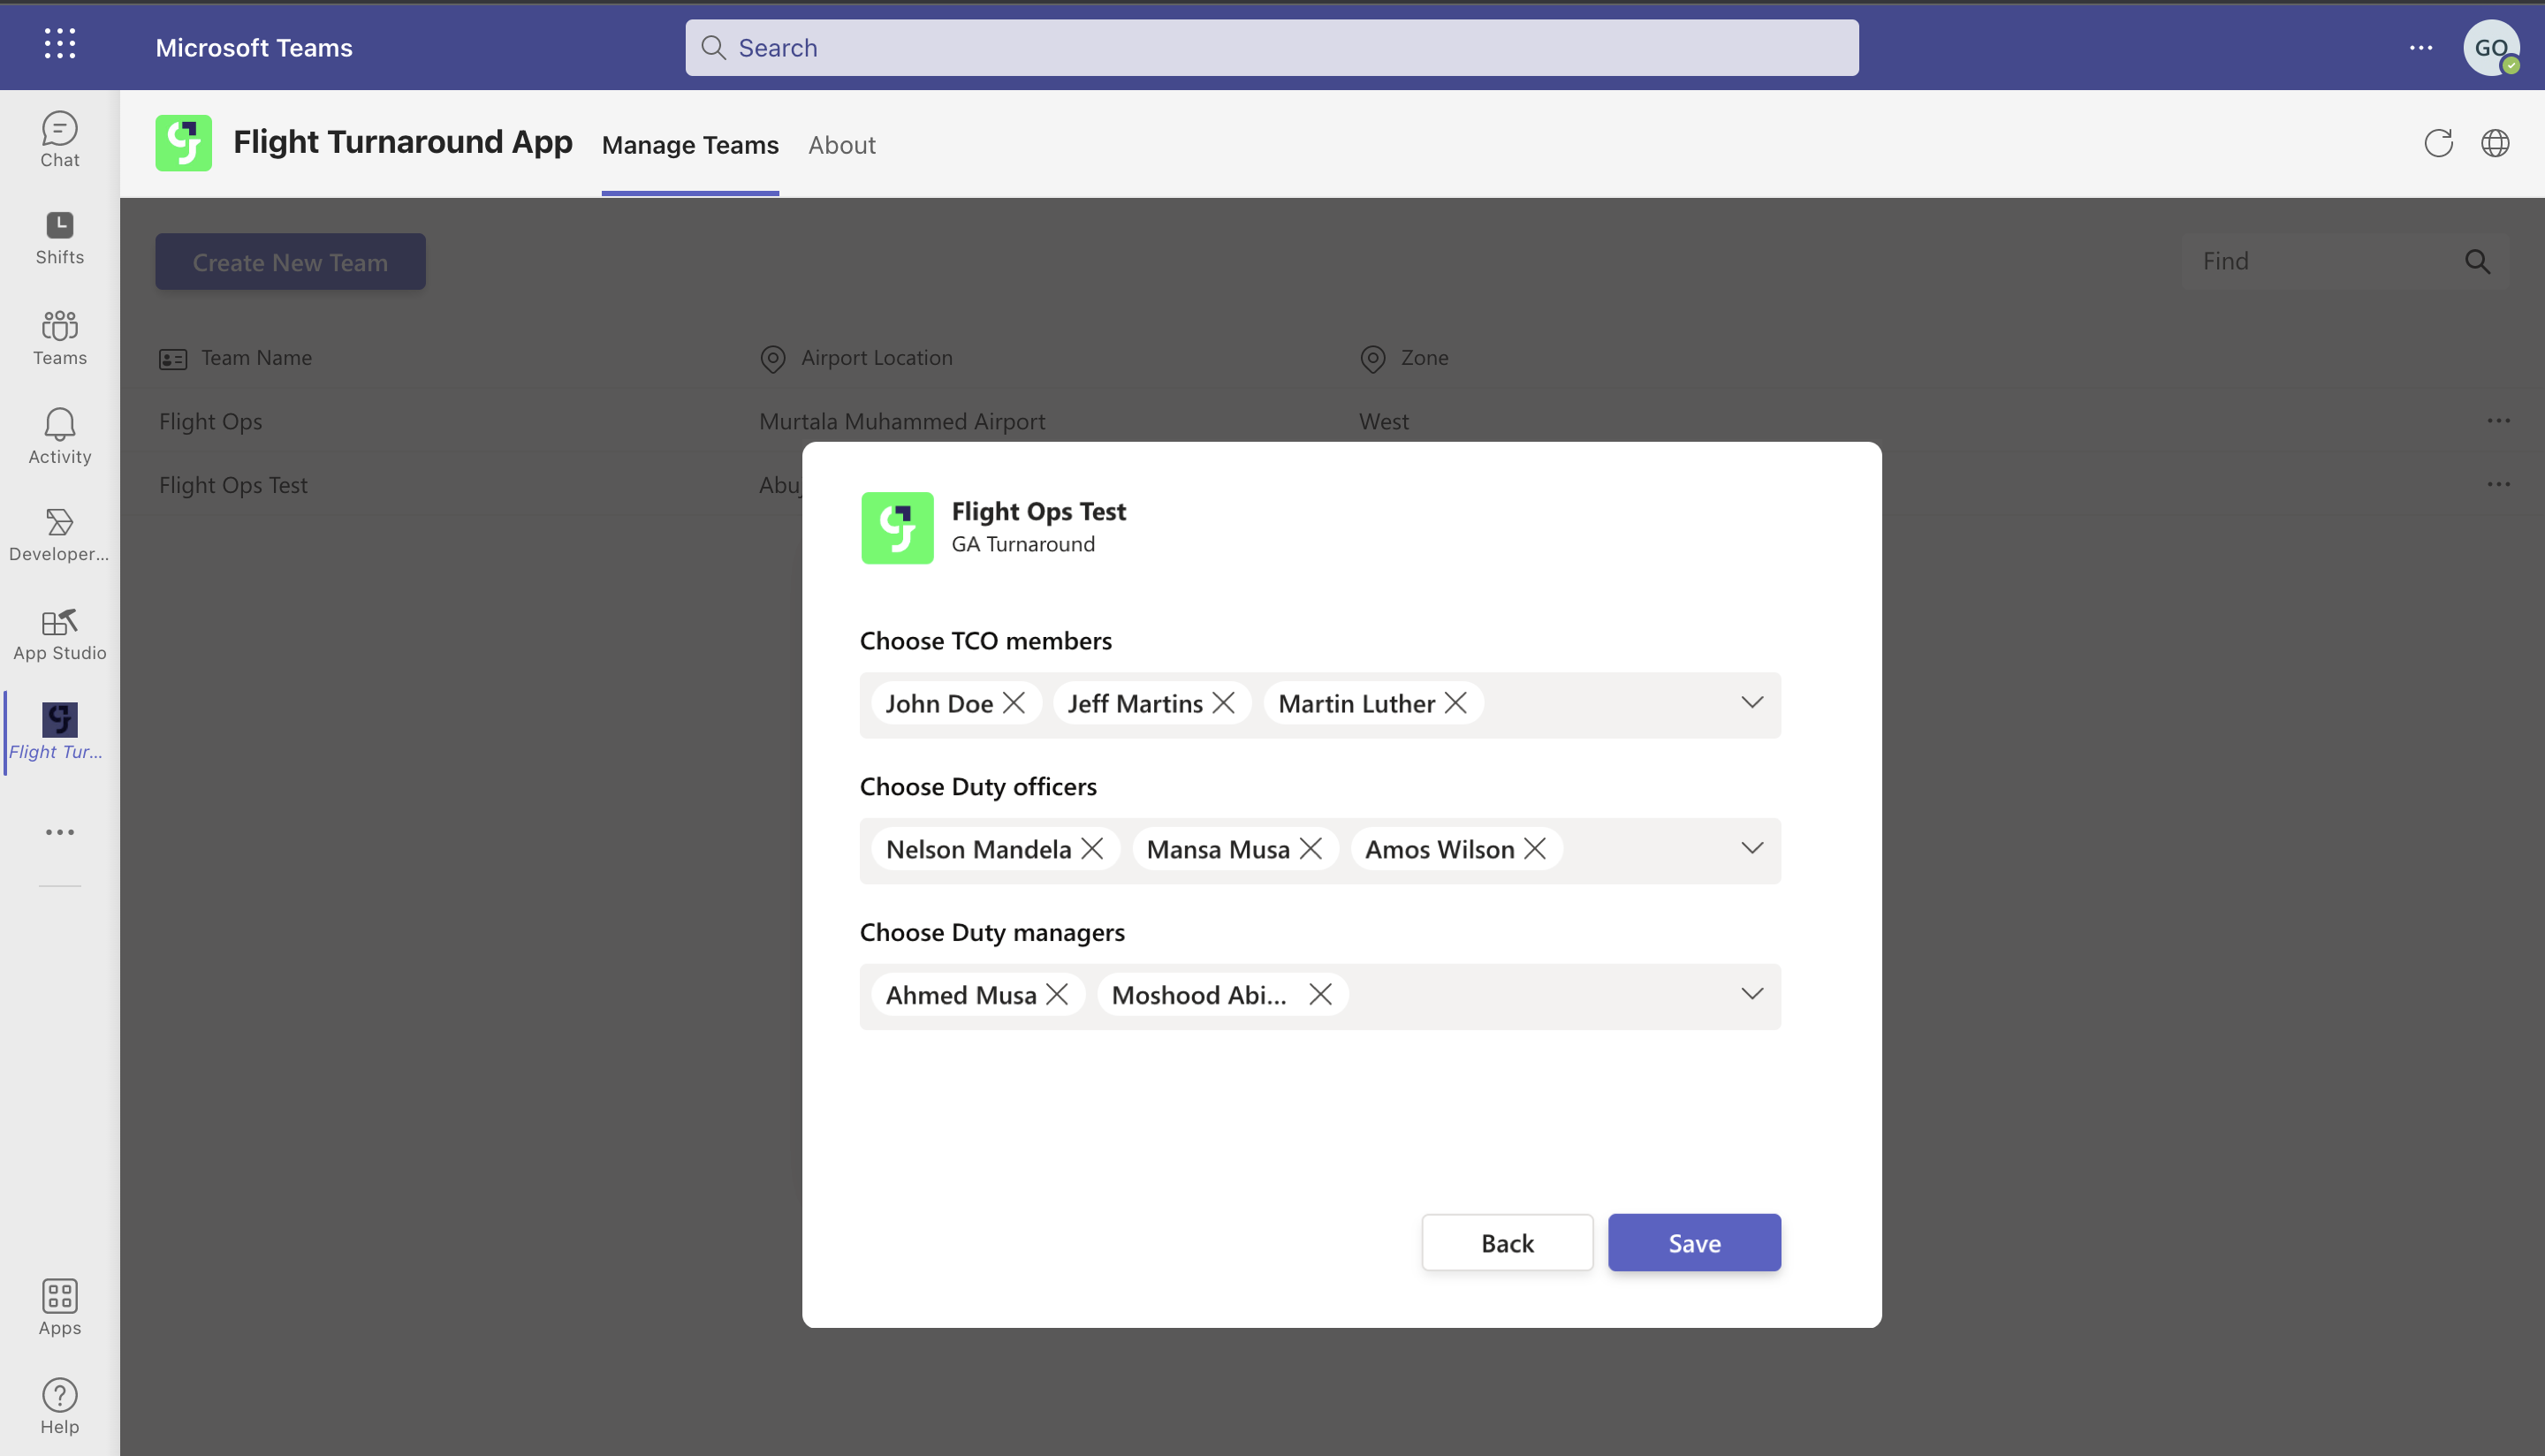 Microsoft Teams
Search
GO
Chat
Shifts
Teams
Activity
Developer...
App Studio
Flight Tur...
Apps
Help
Flight Turnaround App
Manage Teams
About
Create New Team
Find
Team Name
Airport Location
Zone
Flight Ops
Murtala Muhammed Airport
West
Flight Ops Test
Flight Ops Test
GA Turnaround
Choose TCO members
John Doe
Jeff Martins
Martin Luther
Choose Duty officers
Nelson Mandela
Mansa Musa
Amos Wilson
Choose Duty managers
Ahmed Musa
Moshood Abi...
Back
Save